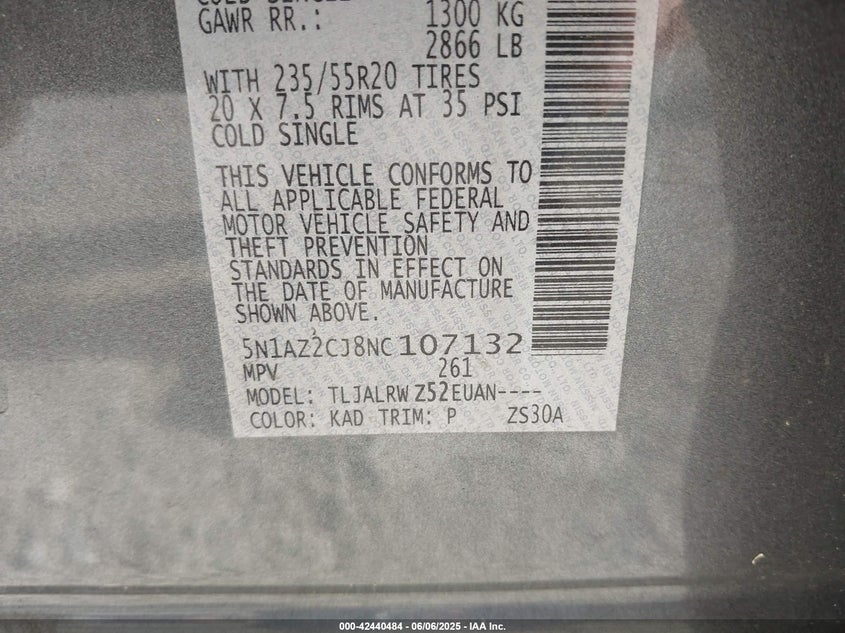 GAWR RR.: 1300 KG
2866 LB
WITH 235/55R20 TIRES
20 X 7.5 RIMS AT 35 PSI
COLD SINGLE
THIS VEHICLE CONFORMS TO
ALL APPLICABLE FEDERAL
MOTOR VEHICLE SAFETY AND
THEFT PREVENTION
STANDARDS IN EFFECT ON
THE DATE OF MANUFACTURE
SHOWN ABOVE.
5N1AZ2CJ8NC107132
MPV 261
MODEL: TLJALRW Z52EUAN----
COLOR: KAD TRIM: P ZS30A
000-42440484 - 06/06/2025 - IAA Inc.